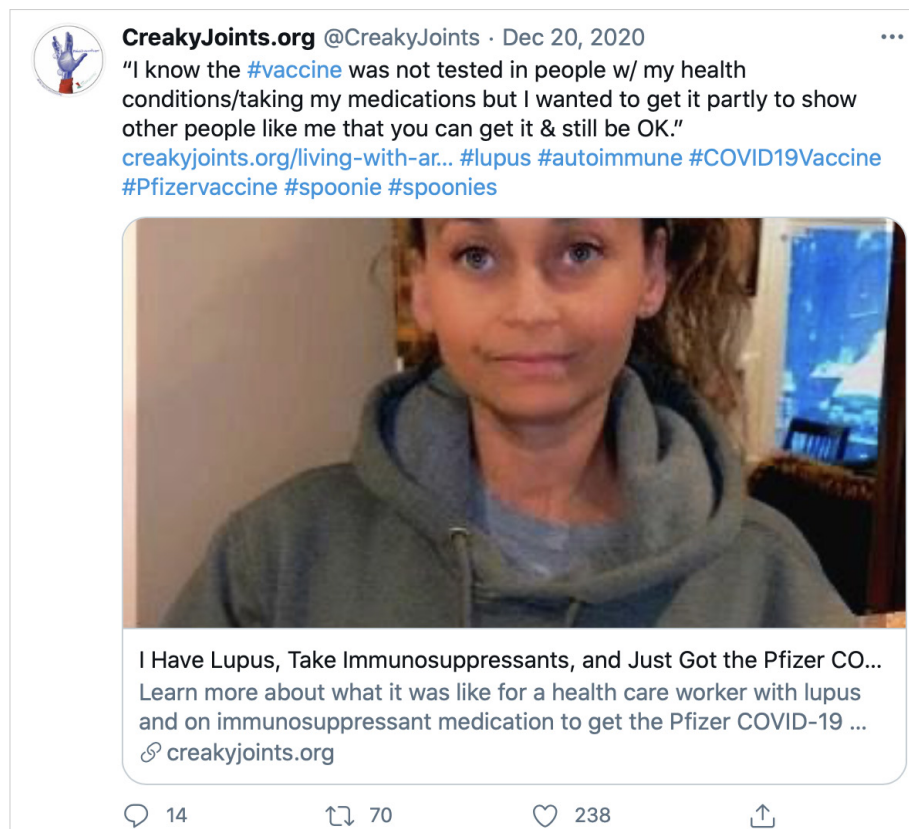 CreakyJoints.org @CreakyJoints · Dec 20, 2020
“I know the #vaccine was not tested in people w/ my health
conditions/taking my medications but I wanted to get it partly to show
other people like me that you can get it & still be OK.”
creakyjoints.org/living-with-ar... #lupus #autoimmune #COVID19Vaccine
#Pfizervaccine #spoonie #spoonies
I Have Lupus, Take Immunosuppressants, and Just Got the Pfizer CO...
Learn more about what it was like for a health care worker with lupus
and on immunosuppressant medication to get the Pfizer COVID-19 ...
creakyjoints.org
14 70 238